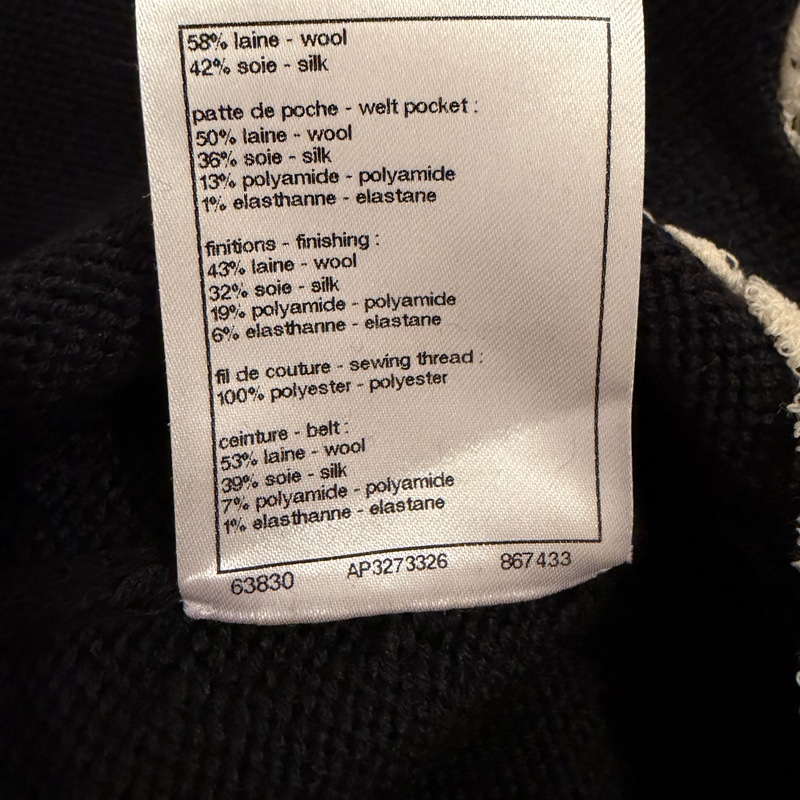 58% laine - wool
42% soie - silk
patte de poche - welt pocket :
50% laine - wool
36% soie - silk
13% polyamide - polyamide
1% elasthanne - elastane
finitions - finishing :
43% laine - wool
32% soie - silk
19% polyamide - polyamide
6% elasthanne - elastane
fil de couture - sewing thread :
100% polyester - polyester
ceinture - belt :
53% laine - wool
39% soie - silk
7% polyamide - polyamide
1% elasthanne - elastane
63830 AP3273326 867433